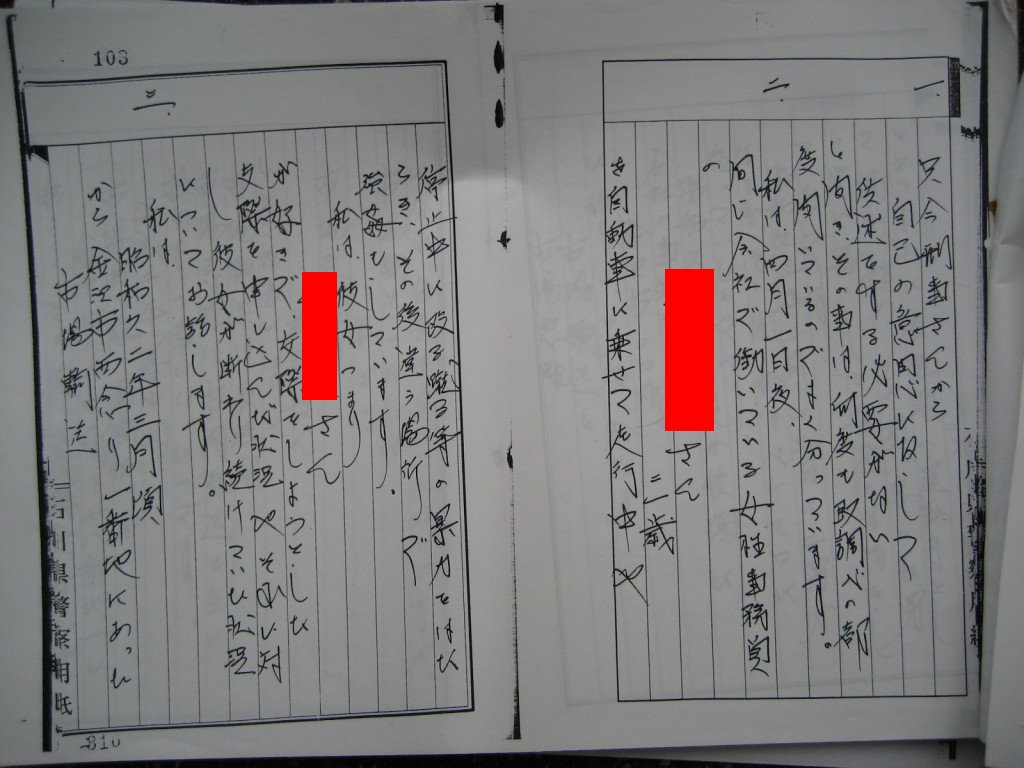 一、
只今刑事さんから
自己の意思に反して
供述をする必要がない
と聞き、その事は、何度も取調べの都
度聞いているのでよく分っています。
二、
私は、四月一日夜、
同じ会社で働いている女性事務員
の
さん
二一歳
を自動車に乗せて走行中や
103
停止中に殴る蹴る等の暴力をはた
らき、その後違う場所で
強姦もしています。
私は、彼女つまり
さん
が好きで、交際をしようとした
交際を申し込んだ状況やそれに対
し彼女が断わり続けていた状況
についてお話しします。
三、
私は
昭和六二年三月頃
から金沢市西念町一番地にあった
市場
石川県警察用紙
810